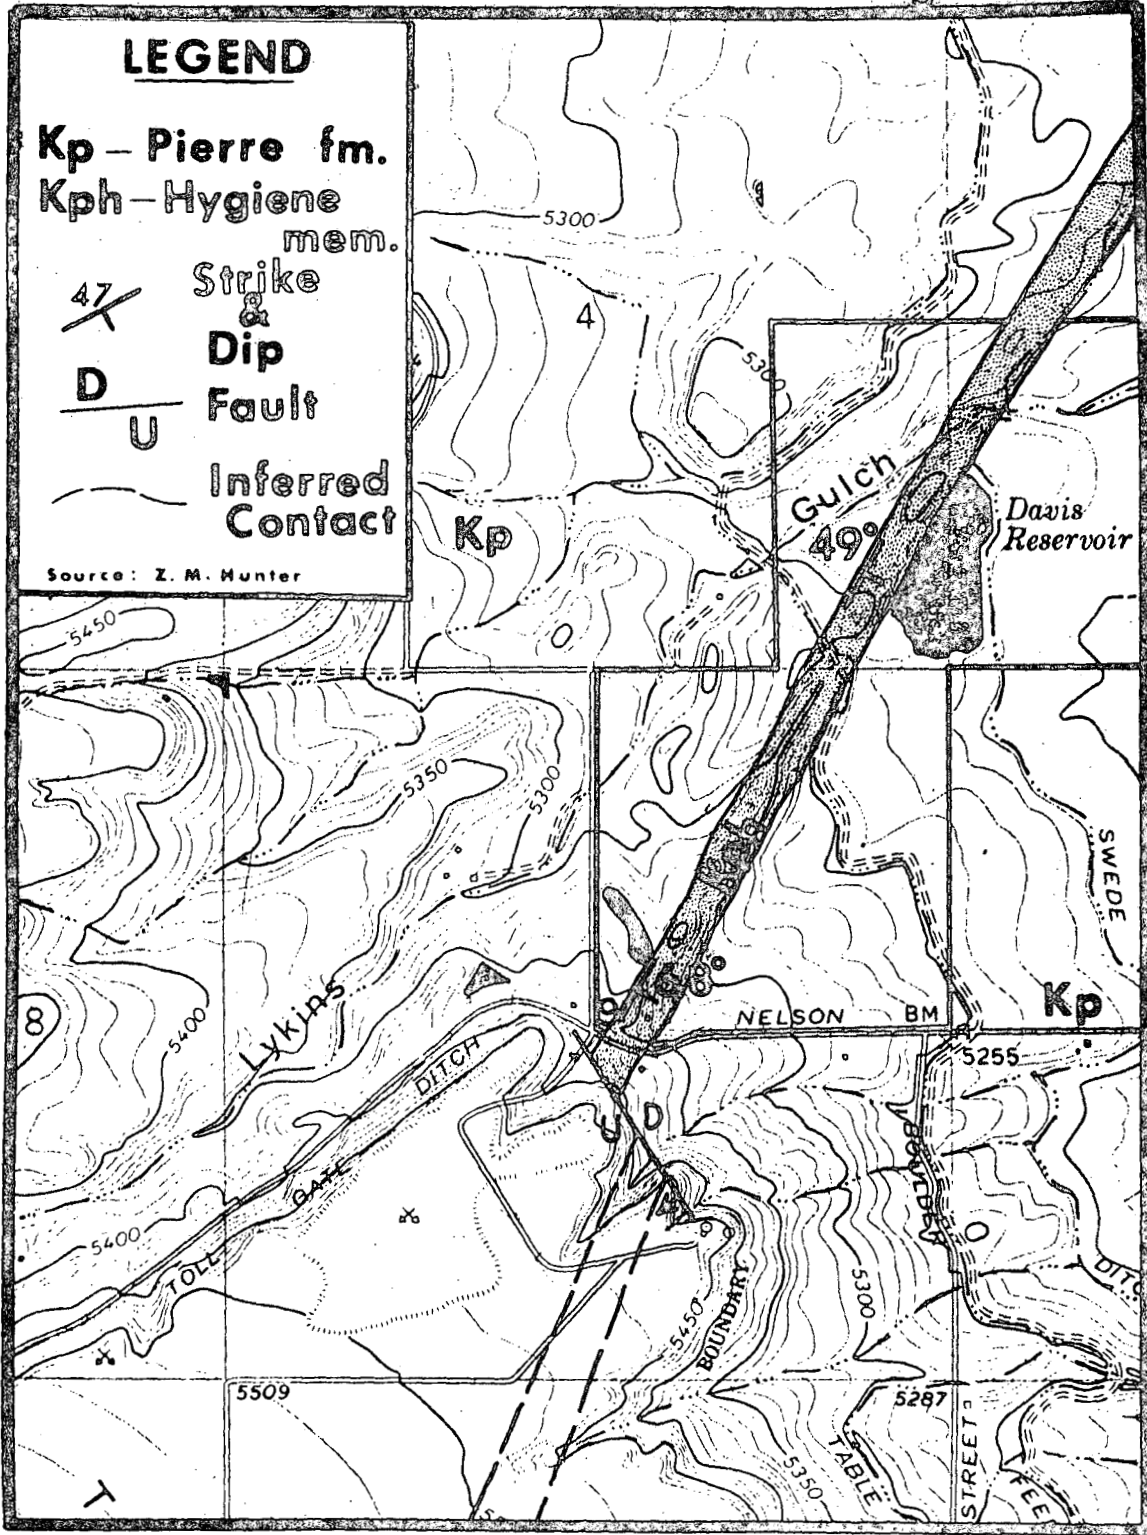 LEGEND
Kp – Pierre fm.
Kph – Hygiene
mem.
47
Strike
&
Dip
D
U
Fault
Inferred
Contact
Source: Z. M. Hunter
5300
4
5300
Gulch
49°
Davis
Reservoir
Kp
5450
5350
5300
SWEDE
8
5400
Lykins
68°
NELSON
BM
Kp
5255
DITCH
U
D
GATE
TOLL
BOULDER
5400
DITC
5300
5450
BOUNDARY
5509
5287
STREET
TABLE
5350
FEE
T